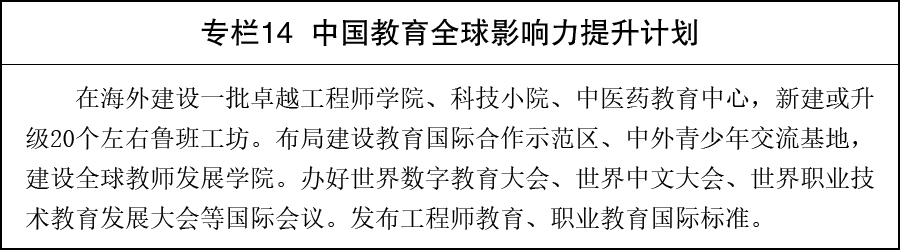 专栏14 中国教育全球影响力提升计划
在海外建设一批卓越工程师学院、科技小院、中医药教育中心，新建或升
级20个左右鲁班工坊。布局建设教育国际合作示范区、中外青少年交流基地，
建设全球教师发展学院。办好世界数字教育大会、世界中文大会、世界职业技
术教育发展大会等国际会议。发布工程师教育、职业教育国际标准。